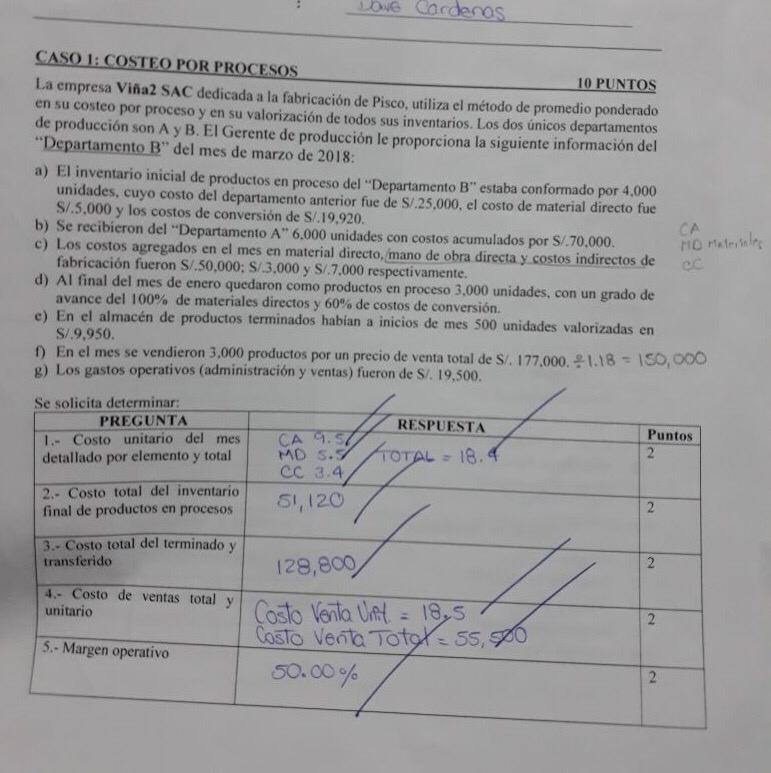 : Dave Cardenas
CASO 1: COSTEO POR PROCESOS
10 PUNTOS
La empresa Viña2 SAC dedicada a la fabricación de Pisco, utiliza el método de promedio ponderado
en su costeo por proceso y en su valorización de todos sus inventarios. Los dos únicos departamentos
de producción son A y B. El Gerente de producción le proporciona la siguiente información del
“Departamento B” del mes de marzo de 2018:
a) El inventario inicial de productos en proceso del “Departamento B” estaba conformado por 4,000
unidades, cuyo costo del departamento anterior fue de S/.25,000, el costo de material directo fue
S/.5,000 y los costos de conversión de S/.19,920.
b) Se recibieron del “Departamento A” 6,000 unidades con costos acumulados por S/.70,000.
c) Los costos agregados en el mes en material directo, mano de obra directa y costos indirectos de
fabricación fueron S/.50,000; S/.3,000 y S/.7,000 respectivamente.
CA
MD Materiales
CC
d) Al final del mes de enero quedaron como productos en proceso 3,000 unidades, con un grado de
avance del 100% de materiales directos y 60% de costos de conversión.
e) En el almacén de productos terminados habían a inicios de mes 500 unidades valorizadas en
S/.9,950.
f) En el mes se vendieron 3,000 productos por un precio de venta total de S/. 177,000. ÷1.18 = 150,000
g) Los gastos operativos (administración y ventas) fueron de S/. 19,500.
Se solicita determinar:
PREGUNTA
RESPUESTA
Puntos
1.- Costo unitario del mes
detallado por elemento y total
CA 9.5
MD 5.5
CC 3.4
TOTAL = 18.4
2
2.- Costo total del inventario
final de productos en procesos
51,120
2
3.- Costo total del terminado y
transferido
128,800
2
4.- Costo de ventas total y
unitario
Costo Venta Unit. = 18.5
Costo Venta Total = 55,500
2
5.- Margen operativo
50.00%
2